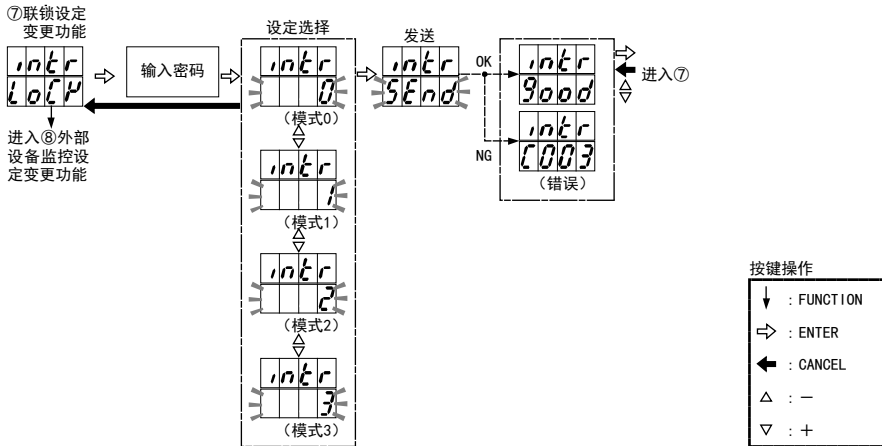 ⑦联锁设定
变更功能
intr
LoCK
进入⑧外部
设备监控设
定变更功能
输入密码
设定选择
intr
0
(模式0)
intr
1
(模式1)
intr
2
(模式2)
intr
3
(模式3)
发送
intr
SEnd
OK
NG
intr
good
intr
C003
(错误)
进入⑦
按键操作
: FUNCTION
: ENTER
: CANCEL
△ : －
▽ : ＋